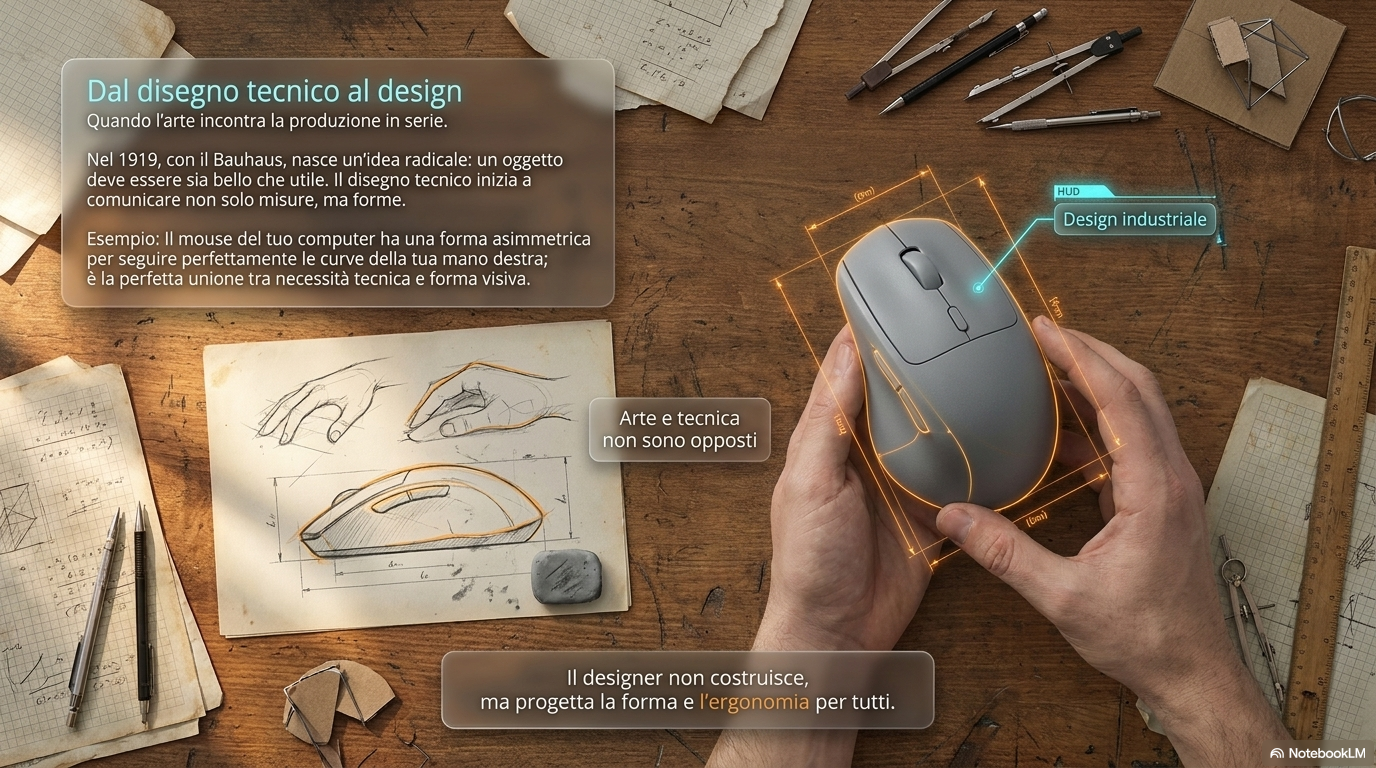 Dal disegno tecnico al design
Quando l'arte incontra la produzione in serie.
Nel 1919, con il Bauhaus, nasce un'idea radicale: un oggetto
deve essere sia bello che utile. Il disegno tecnico inizia a
comunicare non solo misure, ma forme.
Esempio: Il mouse del tuo computer ha una forma asimmetrica
per seguire perfettamente le curve della tua mano destra;
è la perfetta unione tra necessità tecnica e forma visiva.
HUD
Design industriale
Arte e tecnica
non sono opposti
Il designer non costruisce,
ma progetta la forma e l'ergonomia per tutti.
NotebookLM